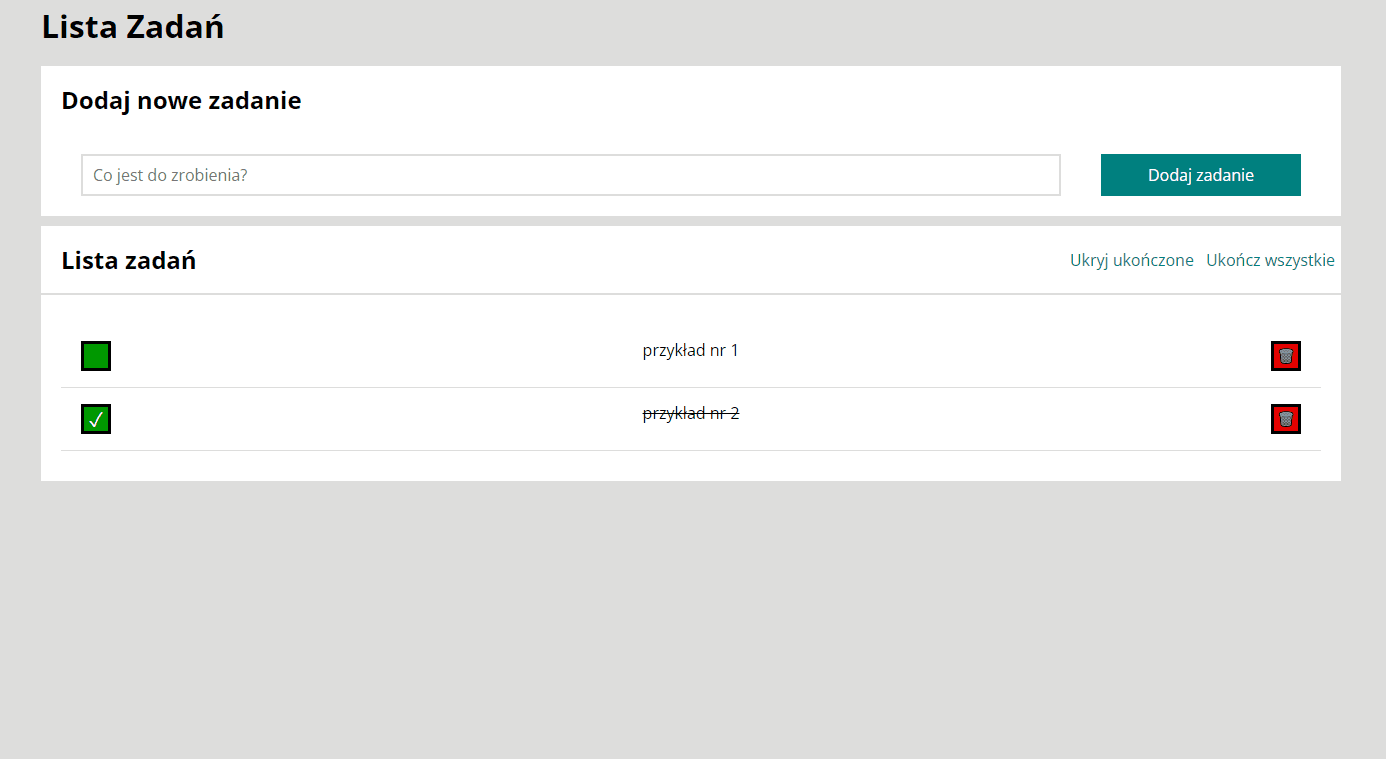 Lista Zadań
Dodaj nowe zadanie
Co jest do zrobienia?
Dodaj zadanie
Lista zadań
Ukryj ukończone
Ukończ wszystkie
przykład nr 1
✓
przykład nr 2